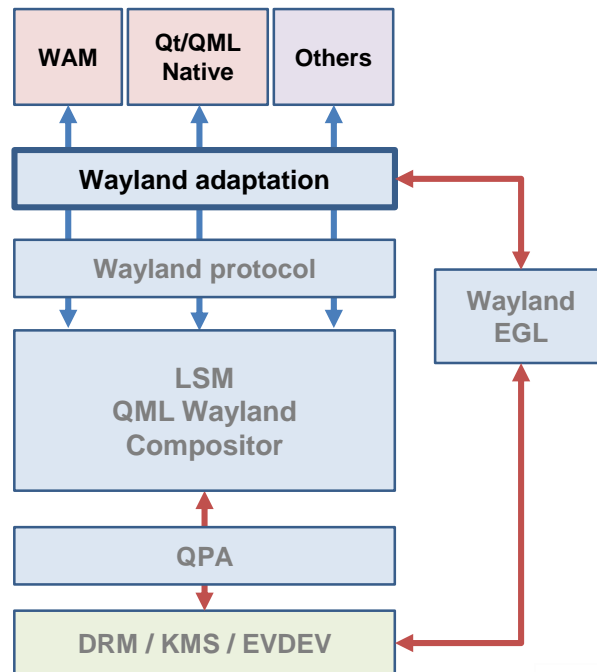 WAM
Qt/QML
Native
Others
Wayland adaptation
Wayland protocol
Wayland
EGL
LSM
QML Wayland
Compositor
QPA
DRM / KMS / EVDEV